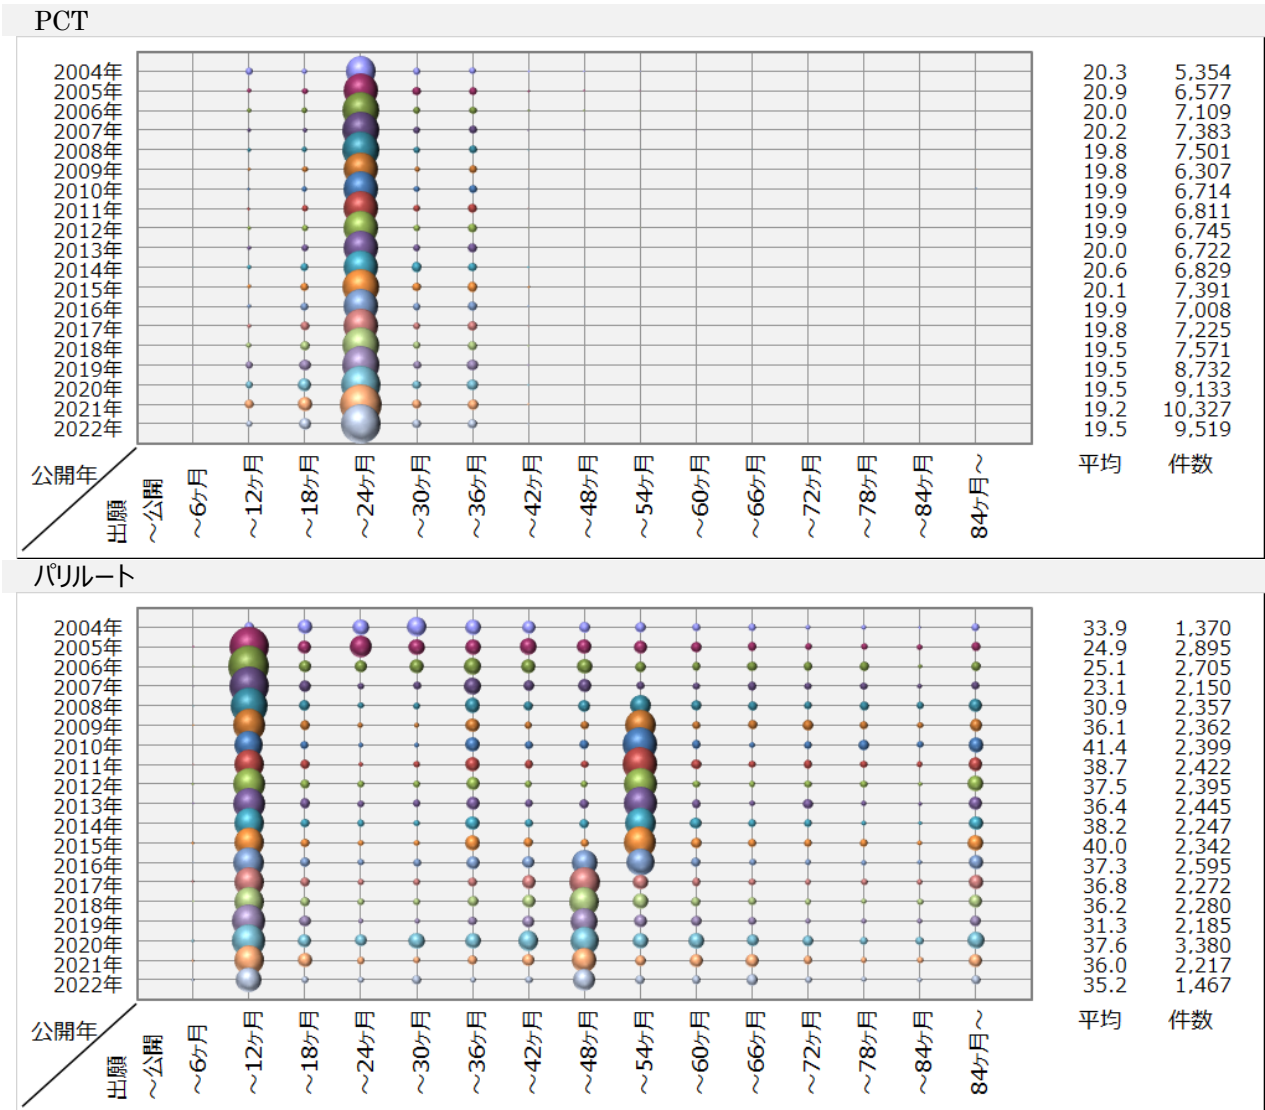 PCT
2004年 20.3 5,354
2005年 20.9 6,577
2006年 20.0 7,109
2007年 20.2 7,383
2008年 19.8 7,501
2009年 19.8 6,307
2010年 19.9 6,714
2011年 19.9 6,811
2012年 19.9 6,745
2013年 20.0 6,722
2014年 20.6 6,829
2015年 20.1 7,391
2016年 19.9 7,008
2017年 19.8 7,225
2018年 19.5 7,571
2019年 19.5 8,732
2020年 19.5 9,133
2021年 19.2 10,327
2022年 19.5 9,519
公開年 出願 ～公開 ～6ヶ月 ～12ヶ月 ～18ヶ月 ～24ヶ月 ～30ヶ月 ～36ヶ月 ～42ヶ月 ～48ヶ月 ～54ヶ月 ～60ヶ月 ～66ヶ月 ～72ヶ月 ～78ヶ月 ～84ヶ月 84ヶ月～ 平均 件数
パリルート
2004年 33.9 1,370
2005年 24.9 2,895
2006年 25.1 2,705
2007年 23.1 2,150
2008年 30.9 2,357
2009年 36.1 2,362
2010年 41.4 2,399
2011年 38.7 2,422
2012年 37.5 2,395
2013年 36.4 2,445
2014年 38.2 2,247
2015年 40.0 2,342
2016年 37.3 2,595
2017年 36.8 2,272
2018年 36.2 2,280
2019年 31.3 2,185
2020年 37.6 3,380
2021年 36.0 2,217
2022年 35.2 1,467
公開年 出願 ～公開 ～6ヶ月 ～12ヶ月 ～18ヶ月 ～24ヶ月 ～30ヶ月 ～36ヶ月 ～42ヶ月 ～48ヶ月 ～54ヶ月 ～60ヶ月 ～66ヶ月 ～72ヶ月 ～78ヶ月 ～84ヶ月 84ヶ月～ 平均 件数